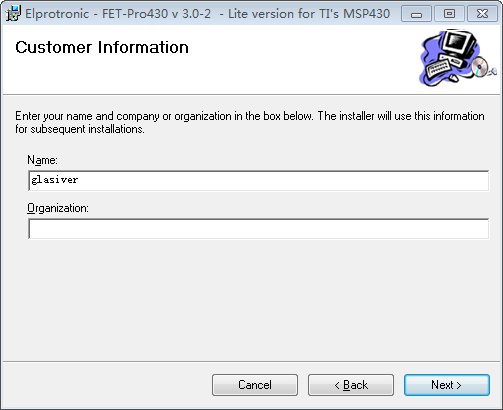 Elprotronic - FET-Pro430 v 3.0-2 - Lite version for TI's MSP430
Customer Information
Enter your name and company or organization in the box below. The installer will use this information
for subsequent installations.
Name:
glasiver
Organization:
Cancel
< Back
Next >